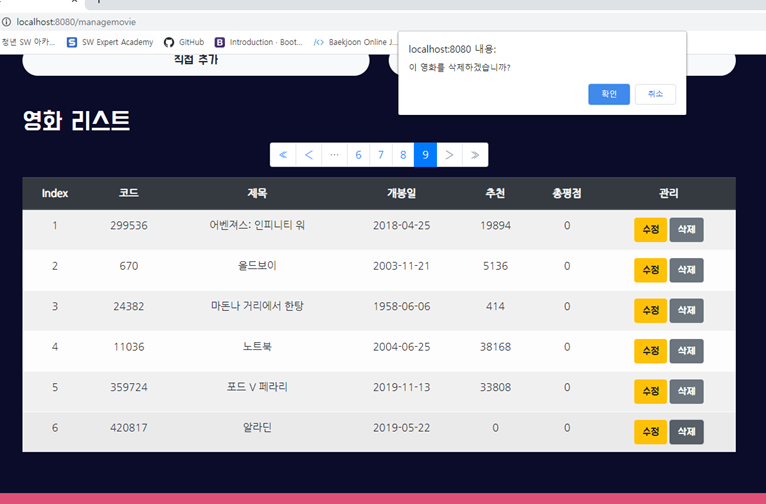 localhost:8080/managemovie
청년 SW 아카... SW Expert Academy GitHub Introduction · Boot... Baekjoon Online J...
localhost:8080 내용:
이 영화를 삭제하겠습니까?
확인 취소
직접 추가
영화 리스트
« < ... 6 7 8 9 > »
Index 코드 제목 개봉일 추천 총평점 관리
1 299536 어벤져스: 인피니티 워 2018-04-25 19894 0 수정 삭제
2 670 올드보이 2003-11-21 5136 0 수정 삭제
3 24382 마돈나 거리에서 한탕 1958-06-06 414 0 수정 삭제
4 11036 노트북 2004-06-25 38168 0 수정 삭제
5 359724 포드 V 페라리 2019-11-13 33808 0 수정 삭제
6 420817 알라딘 2019-05-22 0 0 수정 삭제